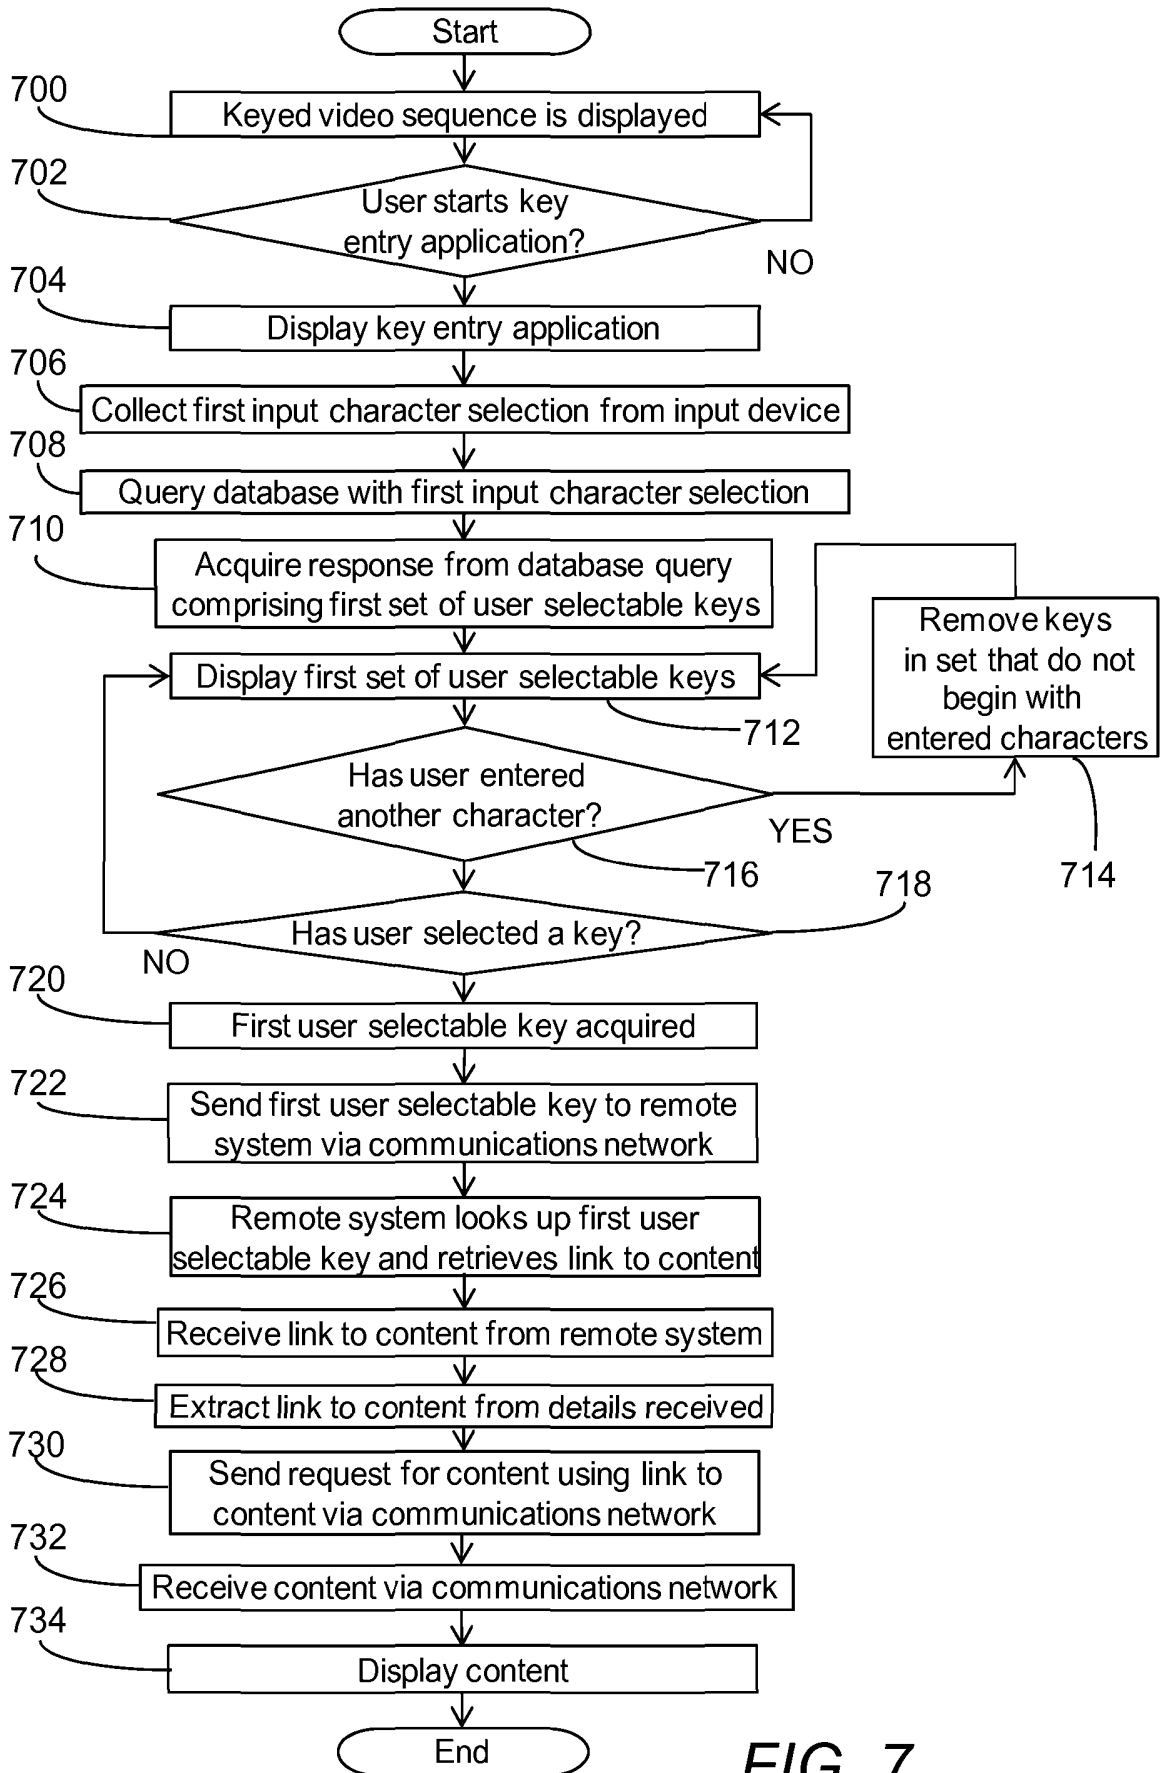 Start
700
Keyed video sequence is displayed
702
User starts key
entry application?
NO
704
Display key entry application
706
Collect first input character selection from input device
708
Query database with first input character selection
710
Acquire response from database query
comprising first set of user selectable keys
Remove keys
in set that do not
begin with
entered characters
Display first set of user selectable keys
712
Has user entered
another character?
YES
716
714
718
Has user selected a key?
NO
720
First user selectable key acquired
722
Send first user selectable key to remote
system via communications network
724
Remote system looks up first user
selectable key and retrieves link to content
726
Receive link to content from remote system
728
Extract link to content from details received
730
Send request for content using link to
content via communications network
732
Receive content via communications network
734
Display content
End
FIG. 7